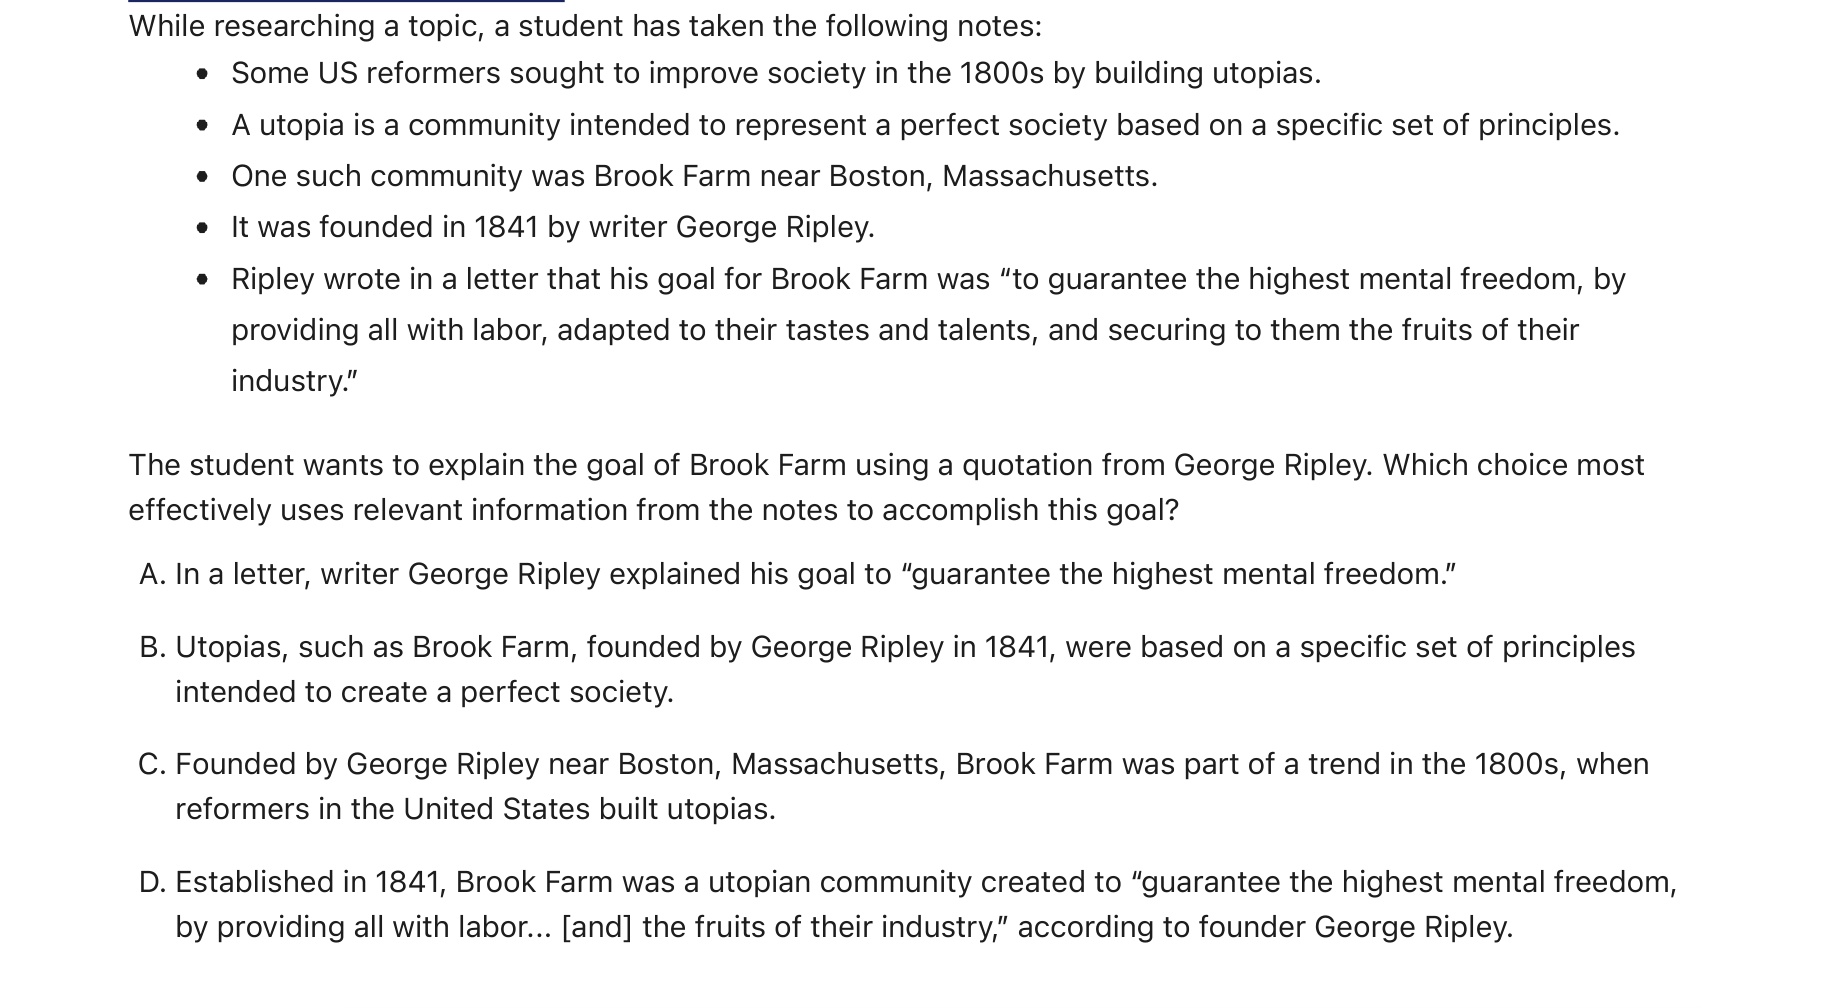 While researching a topic, a student has taken the following notes:
• Some US reformers sought to improve society in the 1800s by building utopias.
• A utopia is a community intended to represent a perfect society based on a specific set of principles.
• One such community was Brook Farm near Boston, Massachusetts.
• It was founded in 1841 by writer George Ripley.
• Ripley wrote in a letter that his goal for Brook Farm was “to guarantee the highest mental freedom, by
providing all with labor, adapted to their tastes and talents, and securing to them the fruits of their
industry.”
The student wants to explain the goal of Brook Farm using a quotation from George Ripley. Which choice most
effectively uses relevant information from the notes to accomplish this goal?
A. In a letter, writer George Ripley explained his goal to “guarantee the highest mental freedom.”
B. Utopias, such as Brook Farm, founded by George Ripley in 1841, were based on a specific set of principles
intended to create a perfect society.
C. Founded by George Ripley near Boston, Massachusetts, Brook Farm was part of a trend in the 1800s, when
reformers in the United States built utopias.
D. Established in 1841, Brook Farm was a utopian community created to “guarantee the highest mental freedom,
by providing all with labor... [and] the fruits of their industry,” according to founder George Ripley.